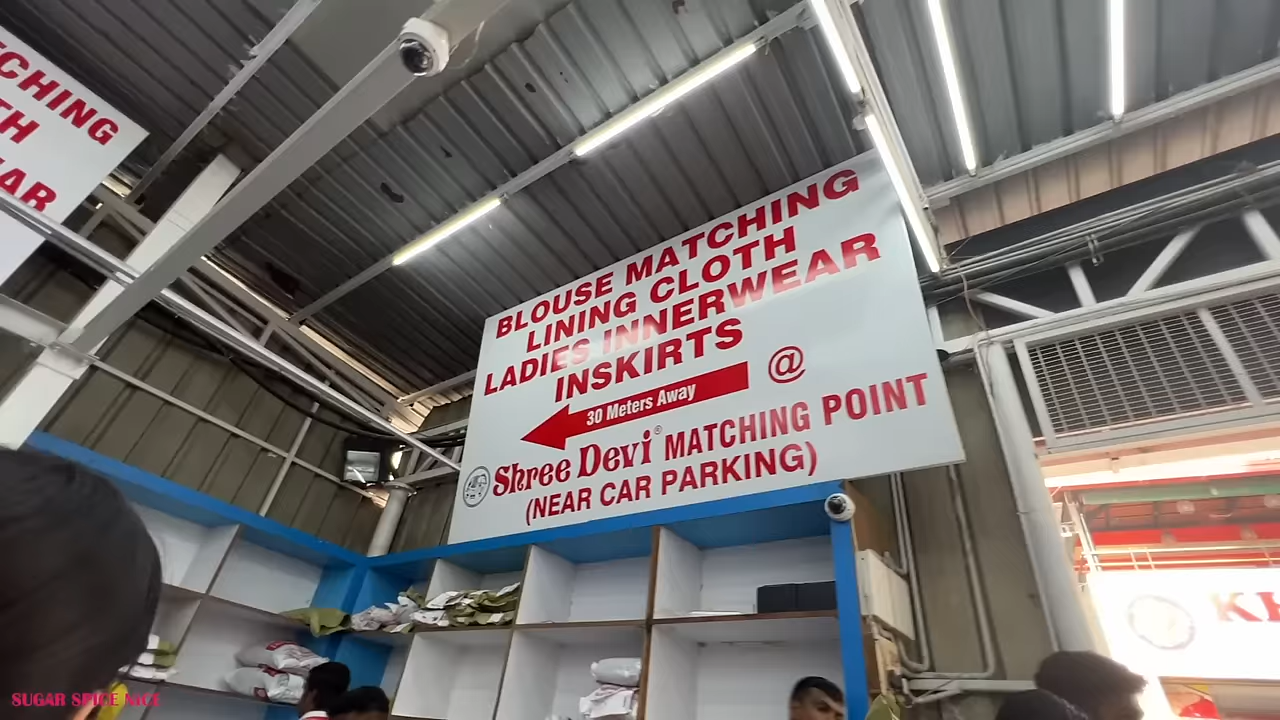 CHING
TH
AR
BLOUSE MATCHING
LINING CLOTH
LADIES INNERWEAR
INSKIRTS
30 Meters Away
@
Shree Devi® MATCHING POINT
(NEAR CAR PARKING)
SUGAR SPICE NICE